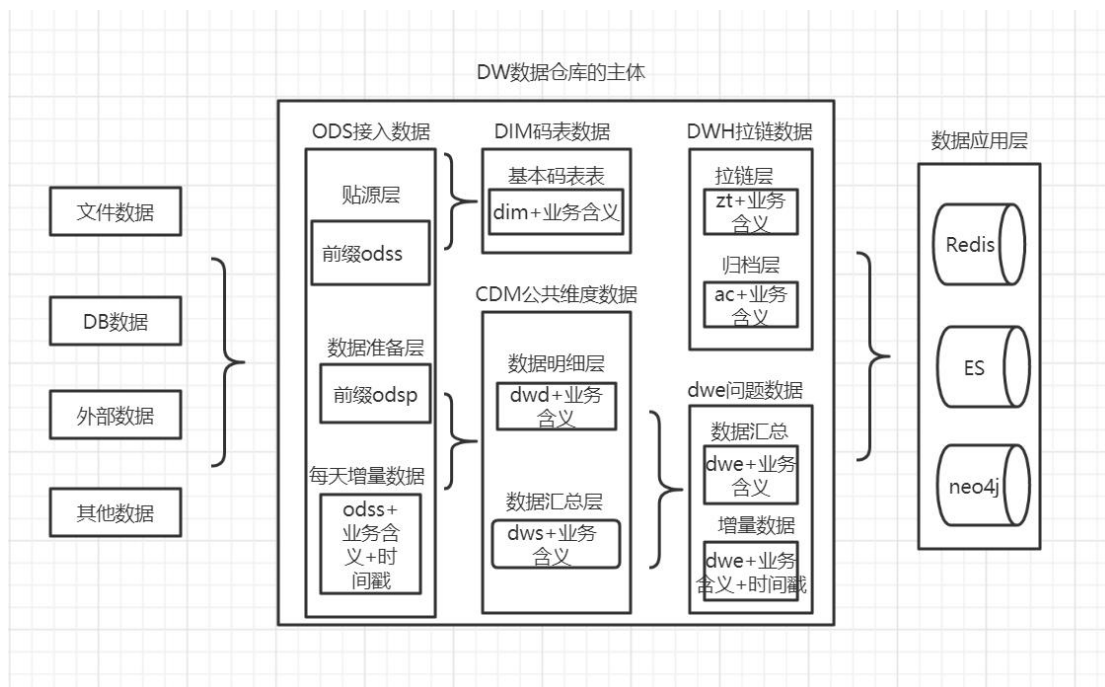 DW数据仓库的主体
文件数据
DB数据
外部数据
其他数据
ODS接入数据
贴源层
前缀odss
数据准备层
前缀odsp
每天增量数据
odss+
业务含
义+时
间戳
DIM码表数据
基本码表表
dim+业务含义
CDM公共维度数据
数据明细层
dwd+业务
含义
数据汇总层
dws+业务
含义
DWH拉链数据
拉链层
zt+业务
含义
归档层
ac+业务
含义
dwe问题数据
数据汇总
dwe+业务
含义
增量数据
dwe+业务
含义+时间戳
数据应用层
Redis
ES
neo4j